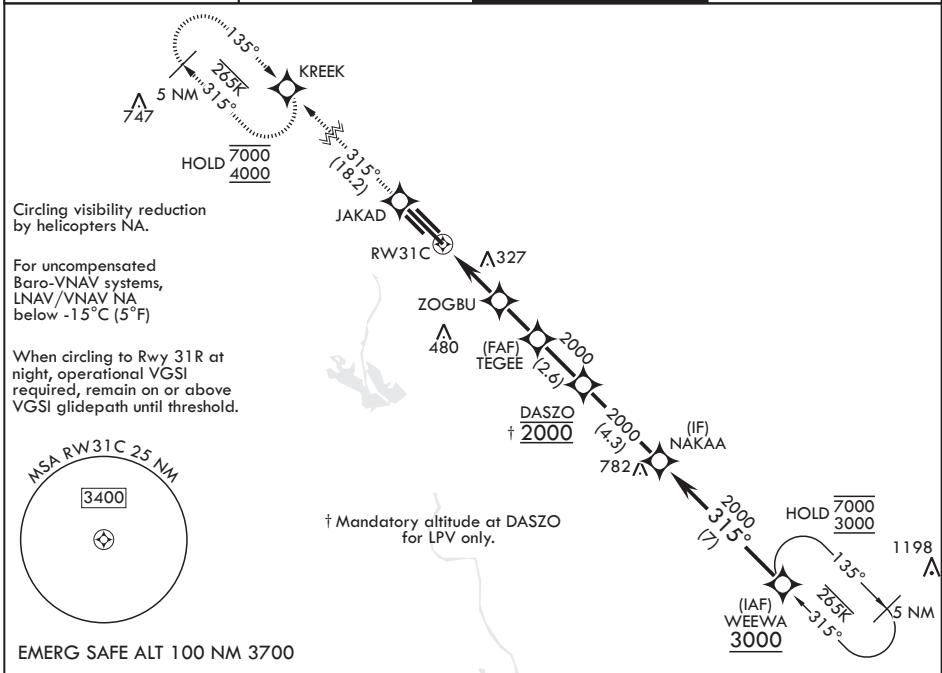 135°
KREEK
265K
5 NM
315°
747
HOLD 7000
4000
315°
(18.2)
Circling visibility reduction
by helicopters NA.
JAKAD
RW31C
327
For uncompensated
Baro-VNAV systems,
LNAV/VNAV NA
below -15°C (5°F)
ZOGBU
480
(FAF)
TEGEE
2000
(2.6)
When circling to Rwy 31R at
night, operational VGSI
required, remain on or above
VGSI glidepath until threshold.
DASZO
† 2000
2000
(4.3)
(IF)
NAKAA
782
MSA RW31C 25 NM
3400
† Mandatory altitude at DASZO
for LPV only.
2000
315°
(7)
HOLD 7000
3000
1198
135°
265K
5 NM
315°
(IAF)
WEEWA
3000
EMERG SAFE ALT 100 NM 3700